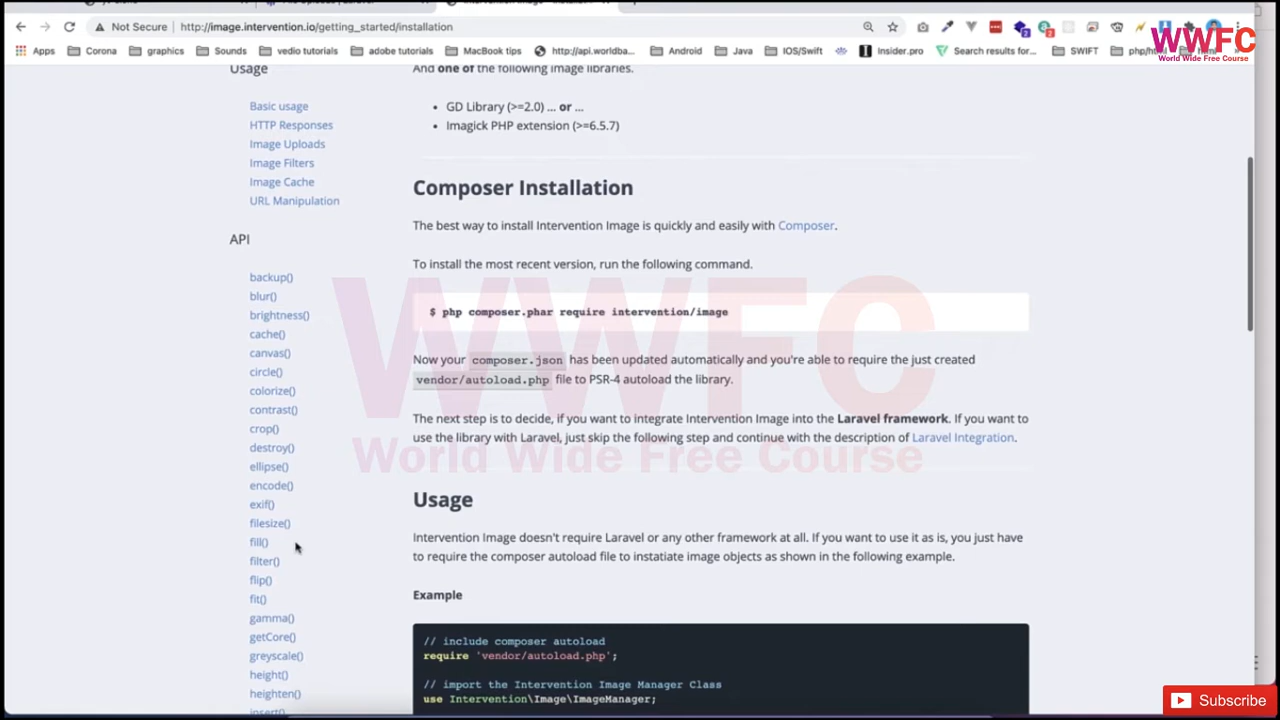 Not Secure
http://image.intervention.io/getting_started/installation
Apps
Corona
graphics
Sounds
vedio tutorials
adobe tutorials
MacBook tips
http://api.worldba...
Android
Java
IOS/Swift
Insider.pro
Search results for...
SWIFT
WWFC
World Wide Free Course
Usage
And one of the following image libraries.
Basic usage
HTTP Responses
Image Uploads
Image Filters
Image Cache
URL Manipulation
• GD Library (>=2.0) ... or ...
• Imagick PHP extension (>=6.5.7)
API
backup()
blur()
brightness()
cache()
canvas()
circle()
colorize()
contrast()
crop()
destroy()
ellipse()
encode()
exif()
filesize()
fill()
filter()
flip()
fit()
gamma()
getCore()
greyscale()
height()
heighten()
insert()
Composer Installation
The best way to install Intervention Image is quickly and easily with Composer.
To install the most recent version, run the following command.
$ php composer.phar require intervention/image
Now your composer.json has been updated automatically and you're able to require the just created
vendor/autoload.php file to PSR-4 autoload the library.
The next step is to decide, if you want to integrate Intervention Image into the Laravel framework. If you want to
use the library with Laravel, just skip the following step and continue with the description of Laravel Integration.
WWFC
World Wide Free Course
Usage
Intervention Image doesn't require Laravel or any other framework at all. If you want to use it as is, you just have
to require the composer autoload file to instatiate image objects as shown in the following example.
Example
// include composer autoload
require 'vendor/autoload.php';
// import the Intervention Image Manager Class
use Intervention\Image\ImageManager;
Subscribe